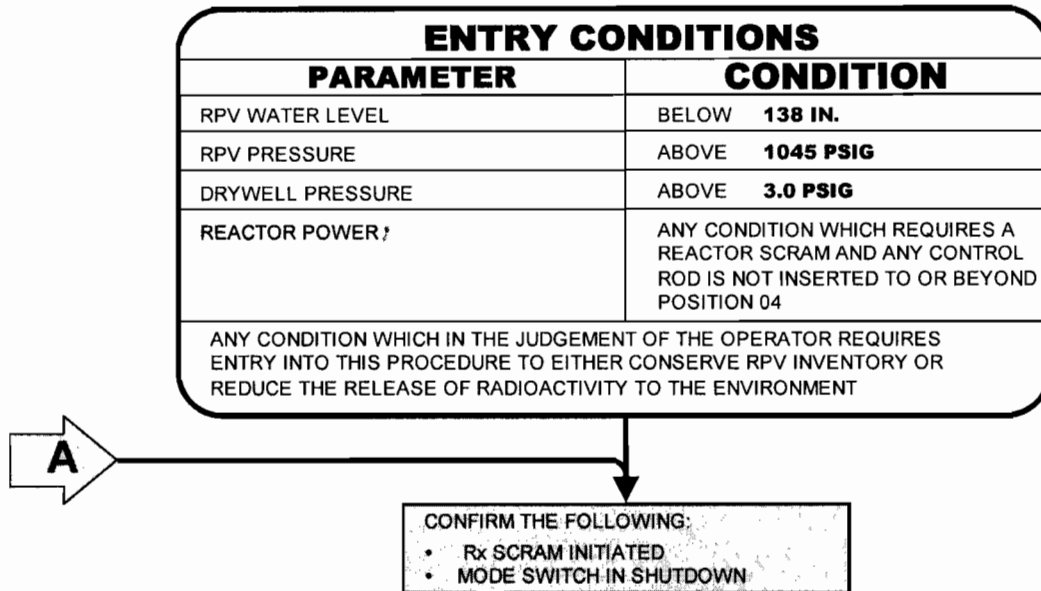 ENTRY CONDITIONS
PARAMETER CONDITION
RPV WATER LEVEL BELOW 138 IN.
RPV PRESSURE ABOVE 1045 PSIG
DRYWELL PRESSURE ABOVE 3.0 PSIG
REACTOR POWER ANY CONDITION WHICH REQUIRES A
REACTOR SCRAM AND ANY CONTROL
ROD IS NOT INSERTED TO OR BEYOND
POSITION 04
ANY CONDITION WHICH IN THE JUDGEMENT OF THE OPERATOR REQUIRES
ENTRY INTO THIS PROCEDURE TO EITHER CONSERVE RPV INVENTORY OR
REDUCE THE RELEASE OF RADIOACTIVITY TO THE ENVIRONMENT
A
CONFIRM THE FOLLOWING:
• Rx SCRAM INITIATED
• MODE SWITCH IN SHUTDOWN